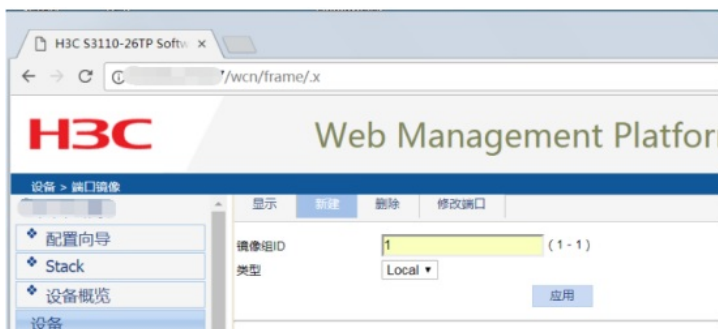 H3C S3110-26TP Softw
/wcn/frame/.x
H3C
Web Management Platfor
设备 > 端口镜像
显示 新建 删除 修改端口
配置向导
Stack
设备概览
设备
镜像组ID 1 (1 - 1)
类型 Local
应用